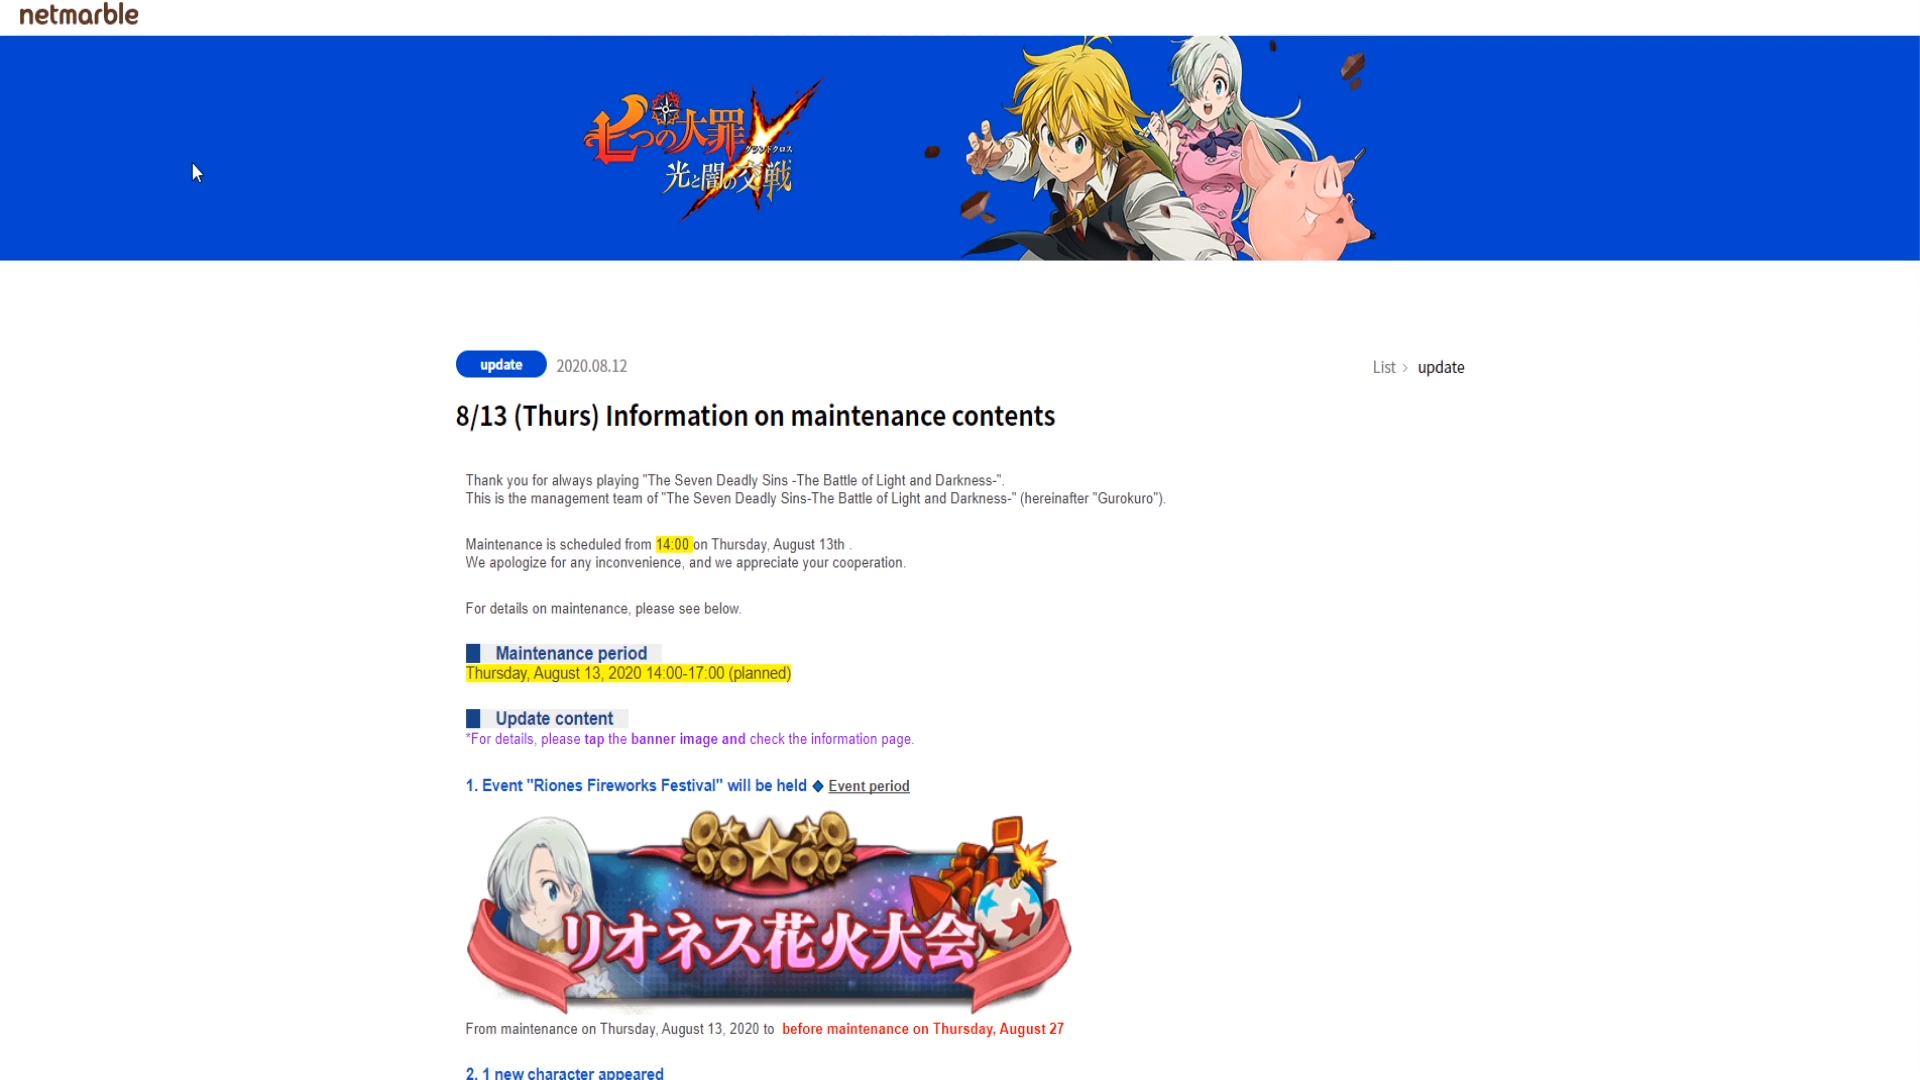 netmarble
七つの大罪
グランドクロス
光と闇の交戦
update 2020.08.12 List > update
8/13 (Thurs) Information on maintenance contents
Thank you for always playing "The Seven Deadly Sins -The Battle of Light and Darkness-".
This is the management team of "The Seven Deadly Sins-The Battle of Light and Darkness-" (hereinafter "Gurokuro").
Maintenance is scheduled from 14:00 on Thursday, August 13th .
We apologize for any inconvenience, and we appreciate your cooperation.
For details on maintenance, please see below.
Maintenance period
Thursday, August 13, 2020 14:00-17:00 (planned)
Update content
*For details, please tap the banner image and check the information page.
1. Event "Riones Fireworks Festival" will be held ◆ Event period
リオネス花火大会
From maintenance on Thursday, August 13, 2020 to before maintenance on Thursday, August 27
2. 1 new character appeared